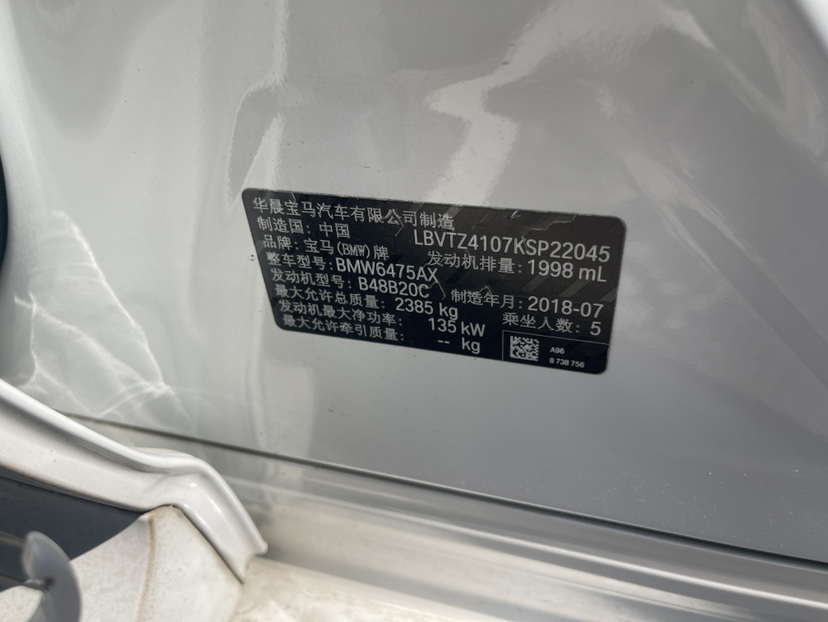 华晨宝马汽车有限公司制造
制造国：中国 LBVTZ4107KSP22045
品牌：宝马(BMW)牌 发动机排量：1998 mL
整车型号：BMW6475AX
发动机型号：B48B20C 制造年月：2018-07
最大允许总质量：2385 kg 乘坐人数：5
发动机最大净功率：135 kW
最大允许牵引质量：-- kg
A96
8 738 756